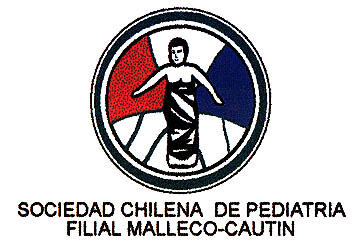 SOCIEDAD CHILENA DE PEDIATRIA
FILIAL MALLECO-CAUTIN